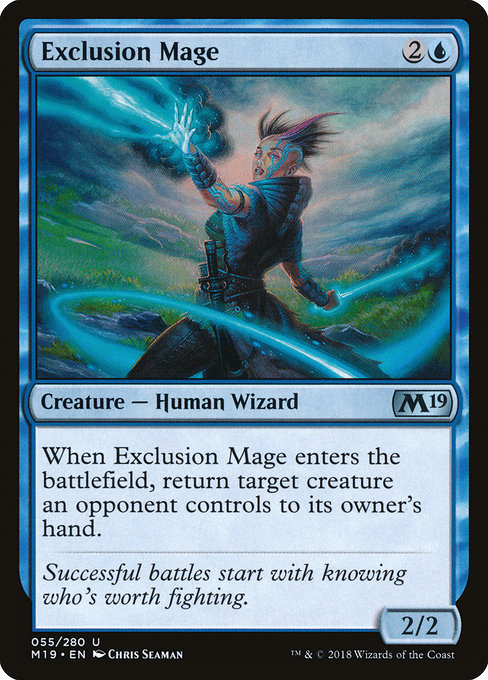 Exclusion Mage 2
Creature — Human Wizard M19
When Exclusion Mage enters the
battlefield, return target creature
an opponent controls to its owner's
hand.
Successful battles start with knowing
who's worth fighting.
2/2
055/280 U
M19 • EN Chris Seaman ™ & © 2018 Wizards of the Coast